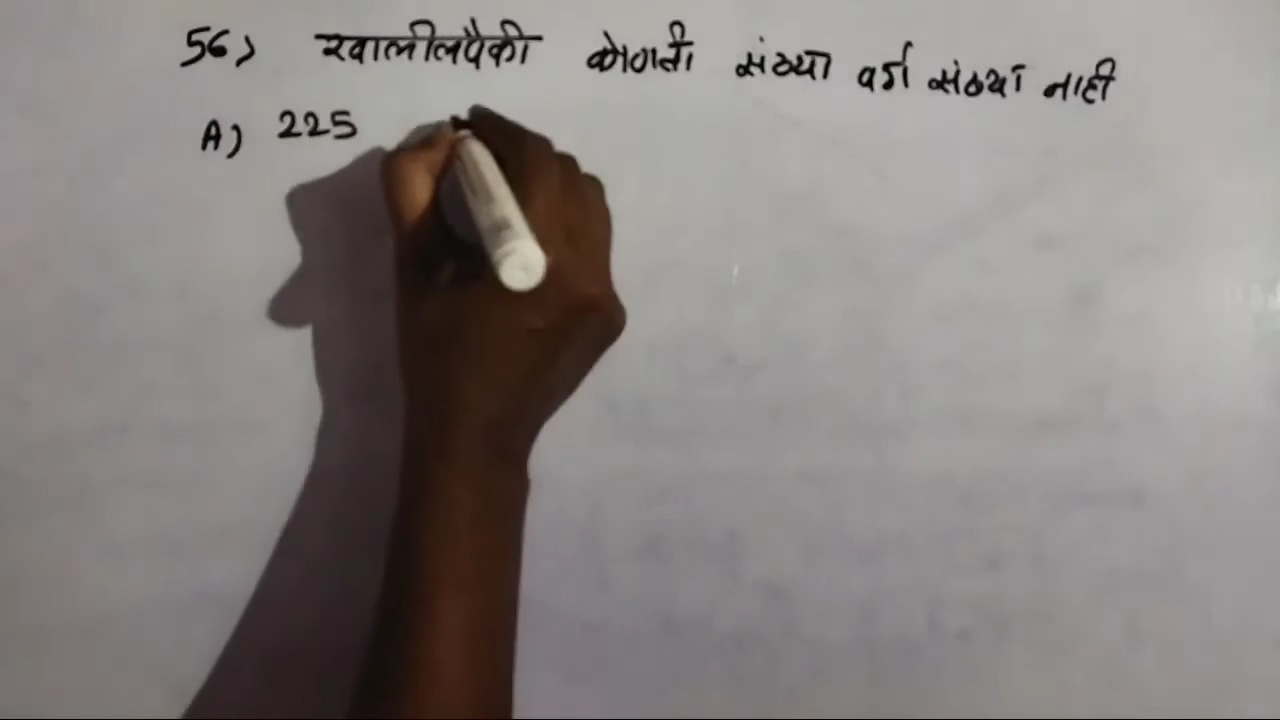 56) खालीलपैकी कोणती संख्या वर्ग संख्या नाही
A) 225